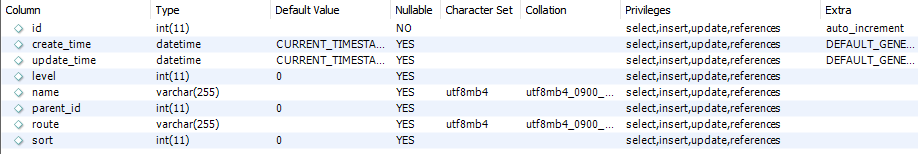 Column Type Default Value Nullable Character Set Collation Privileges Extra
id int(11) NO select,insert,update,references auto_increment
create_time datetime CURRENT_TIMESTA... YES select,insert,update,references DEFAULT_GENE...
update_time datetime CURRENT_TIMESTA... YES select,insert,update,references DEFAULT_GENE...
level int(11) 0 YES select,insert,update,references
name varchar(255) YES utf8mb4 utf8mb4_0900_... select,insert,update,references
parent_id int(11) 0 YES select,insert,update,references
route varchar(255) YES utf8mb4 utf8mb4_0900_... select,insert,update,references
sort int(11) 0 YES select,insert,update,references